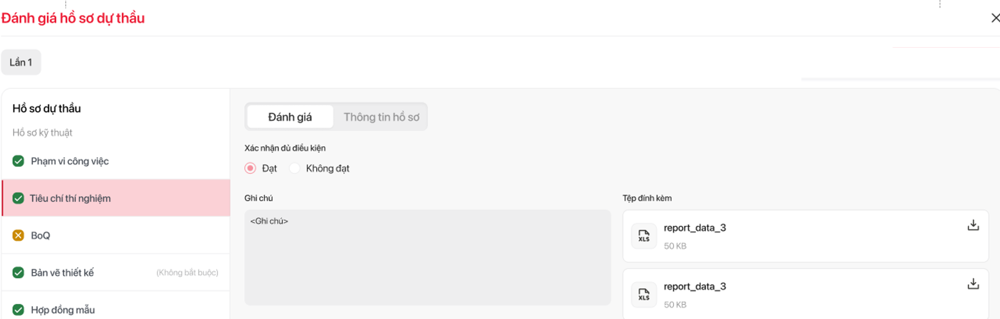 Đánh giá hồ sơ dự thầu
Lần 1
Hồ sơ dự thầu
Hồ sơ kỹ thuật
Phạm vi công việc
Tiêu chí thí nghiệm
BoQ
Bản vẽ thiết kế (Không bắt buộc)
Hợp đồng mẫu
Đánh giá Thông tin hồ sơ
Xác nhận đủ điều kiện
Đạt Không đạt
Ghi chú
<Ghi chú>
Tệp đính kèm
XLS
report_data_3
50 KB
XLS
report_data_3
50 KB